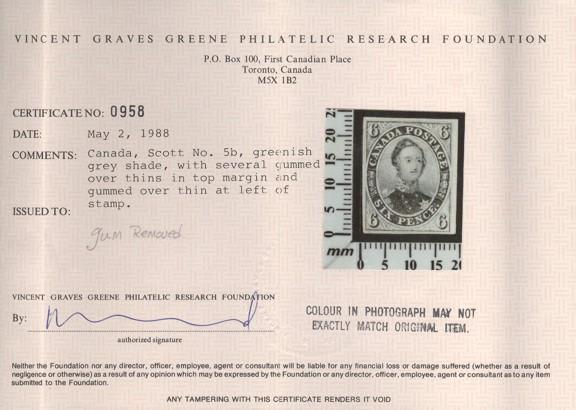 VINCENT GRAVES GREENE PHILATELIC RESEARCH FOUNDATION
P.O. Box 100, First Canadian Place
Toronto, Canada
M5X 1B2
CERTIFICATE NO: 0958
DATE: May 2, 1988
COMMENTS: Canada, Scott No. 5b, greenish
grey shade, with several gummed
over thins in top margin and
gummed over thin at left of
stamp.
ISSUED TO:
gum Removed
6 CANADA POSTAGE 6
6 SIX PENCE 6
0 5 10 15 20 2
mm 0 5 10 15 20
VINCENT GRAVES GREENE PHILATELIC RESEARCH FOUNDATION
By:
authorized signature
COLOUR IN PHOTOGRAPH MAY NOT
EXACTLY MATCH ORIGINAL ITEM.
Neither the Foundation nor any director, officer, employee, agent or consultant will be liable for any financial loss or damage suffered (whether as a result of
negligence or otherwise) as a result of any opinion which may be expressed by the Foundation or any director, officer, employee, agent or consultant as to any item
submitted to the Foundation.
ANY TAMPERING WITH THIS CERTIFICATE RENDERS IT VOID